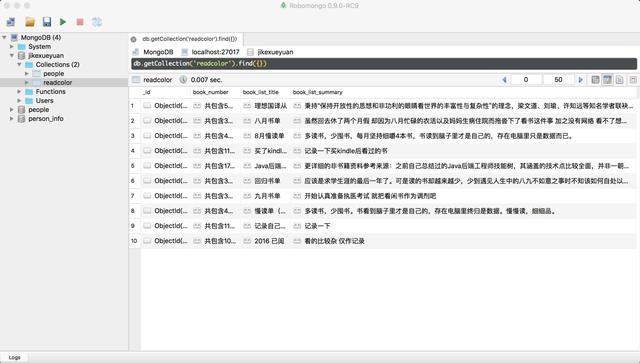 Robomongo 0.9.0-RC9
MongoDB (4)
System
jikexueyuan
Collections (2)
people
readcolor
Functions
Users
people
person_info
db.getCollection('readcolor').find({})
MongoDB localhost:27017 jikexueyuan
db.getCollection('readcolor').find({})
readcolor 0.007 sec. 0 50
_id book_number book_list_title book_list_summary
1 ObjectId(... 共包含5... 理想国译从 秉持"保持开放性的思想和非功利的眼睛看世界的丰富性与复杂性"的理念，梁文道、刘瑜、许知远等知名学者联袂...
2 ObjectId(... 共包含3... 八月书单 虽然回去休了两个月假 却因为八月忙碌的农活以及妈妈生病住院而拖沓下了看书这件事 加之没有网络 看不了想...
3 ObjectId(... 共包含4... 8月懂读单 多读书，少囤书，每月坚持细嚼4本书，书读到脑子里才是自己的，存在电脑里只是数据而已。
4 ObjectId(... 共包含11... 买了kindl... 记录一下买kindle后看过的书
5 ObjectId(... 共包含17... Java后端... 更详细的非书籍资料参考来源：之前自己总结过的Java后端工程师技能树，其涵盖的技术点比较全面，并非一朝...
6 ObjectId(... 共包含3... 回归书单 应该是求学生涯的最后一年了。可是读的书却越来越少，少到遇见人生中的八九不如意之事时不知该如何自处以...
7 ObjectId(... 共包含3... 九月书单 开始认真准备执医考试 就把看闲书作为调剂吧
8 ObjectId(... 共包含4... 慢读单（... 多读书，少囤书。书看到脑子里才是自己的，存在电脑里终归是数据。慢慢读，细细品。
9 ObjectId(... 共包含11... 记录自己... 记录一下
10 ObjectId(... 共包含10... 2016 已阅 看的比较杂 仅作记录
Logs